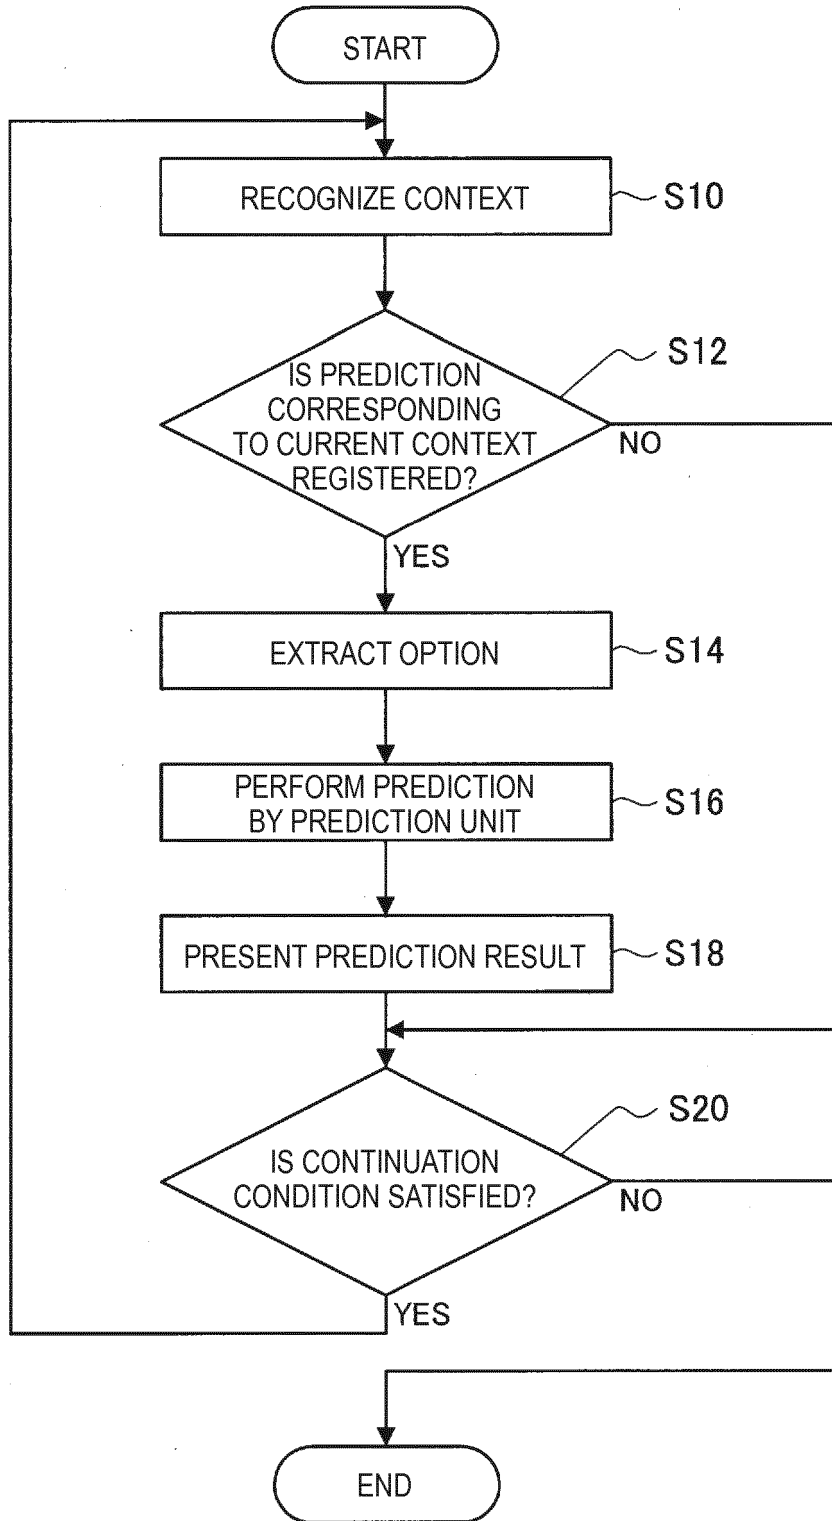 START
RECOGNIZE CONTEXT
S10
S12
IS PREDICTION
CORRESPONDING
TO CURRENT CONTEXT
REGISTERED?
NO
YES
EXTRACT OPTION
S14
PERFORM PREDICTION
BY PREDICTION UNIT
S16
PRESENT PREDICTION RESULT
S18
S20
IS CONTINUATION
CONDITION SATISFIED?
NO
YES
END